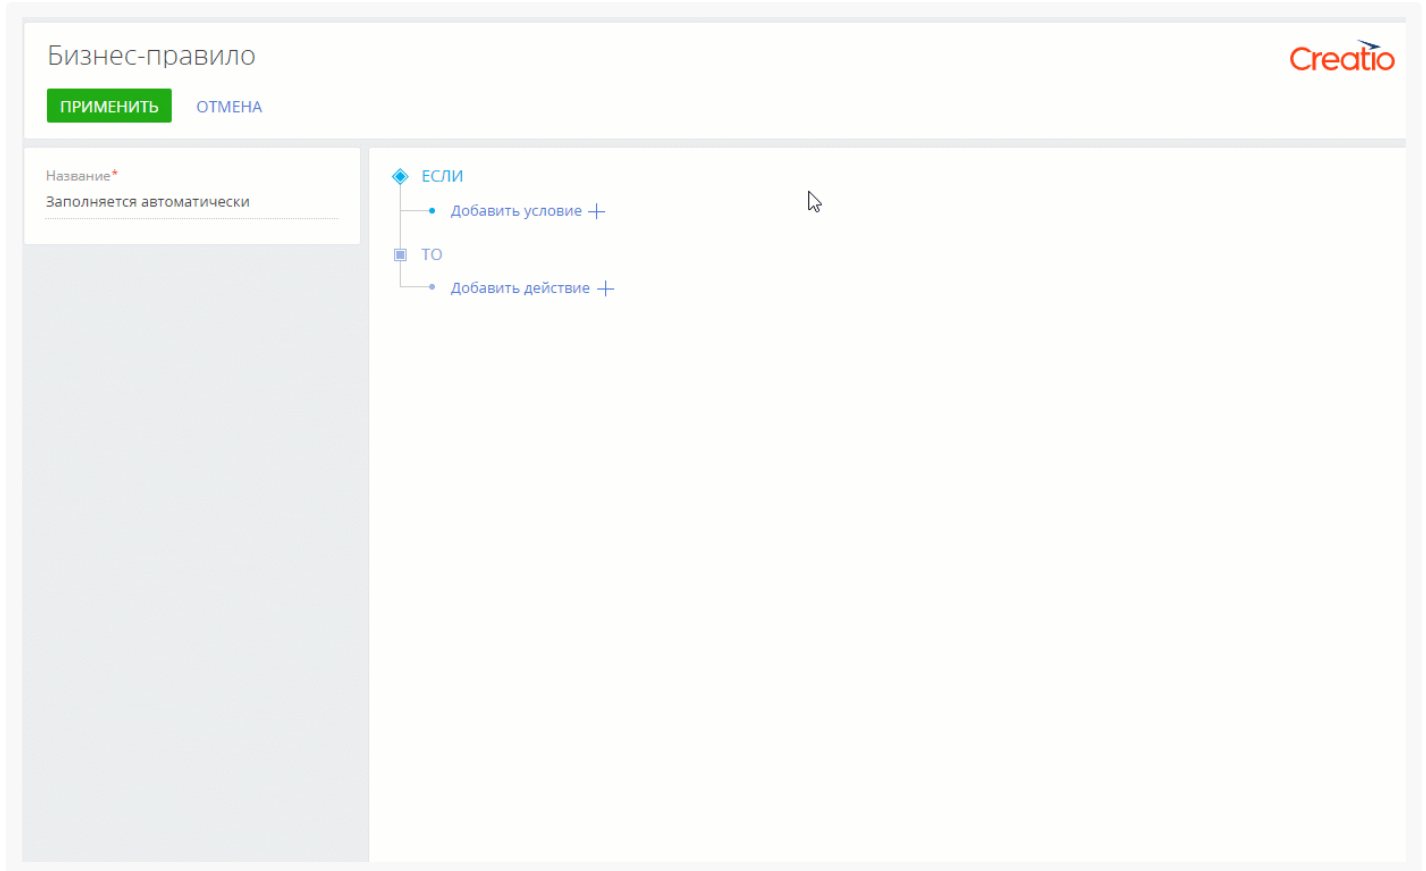 Бизнес-правило
Creatio
ПРИМЕНИТЬ ОТМЕНА
Название*
Заполняется автоматически
ЕСЛИ
Добавить условие
ТО
Добавить действие